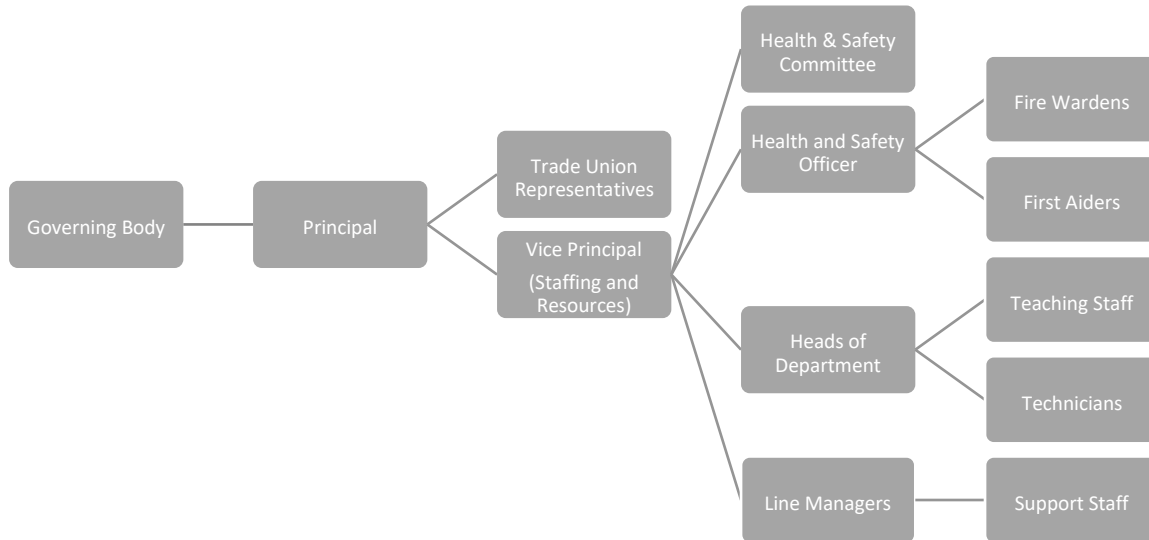 Governing Body
Principal
Trade Union
Representatives
Vice Principal
(Staffing and
Resources)
Health & Safety
Committee
Health and Safety
Officer
Fire Wardens
First Aiders
Heads of
Department
Teaching Staff
Technicians
Line Managers
Support Staff